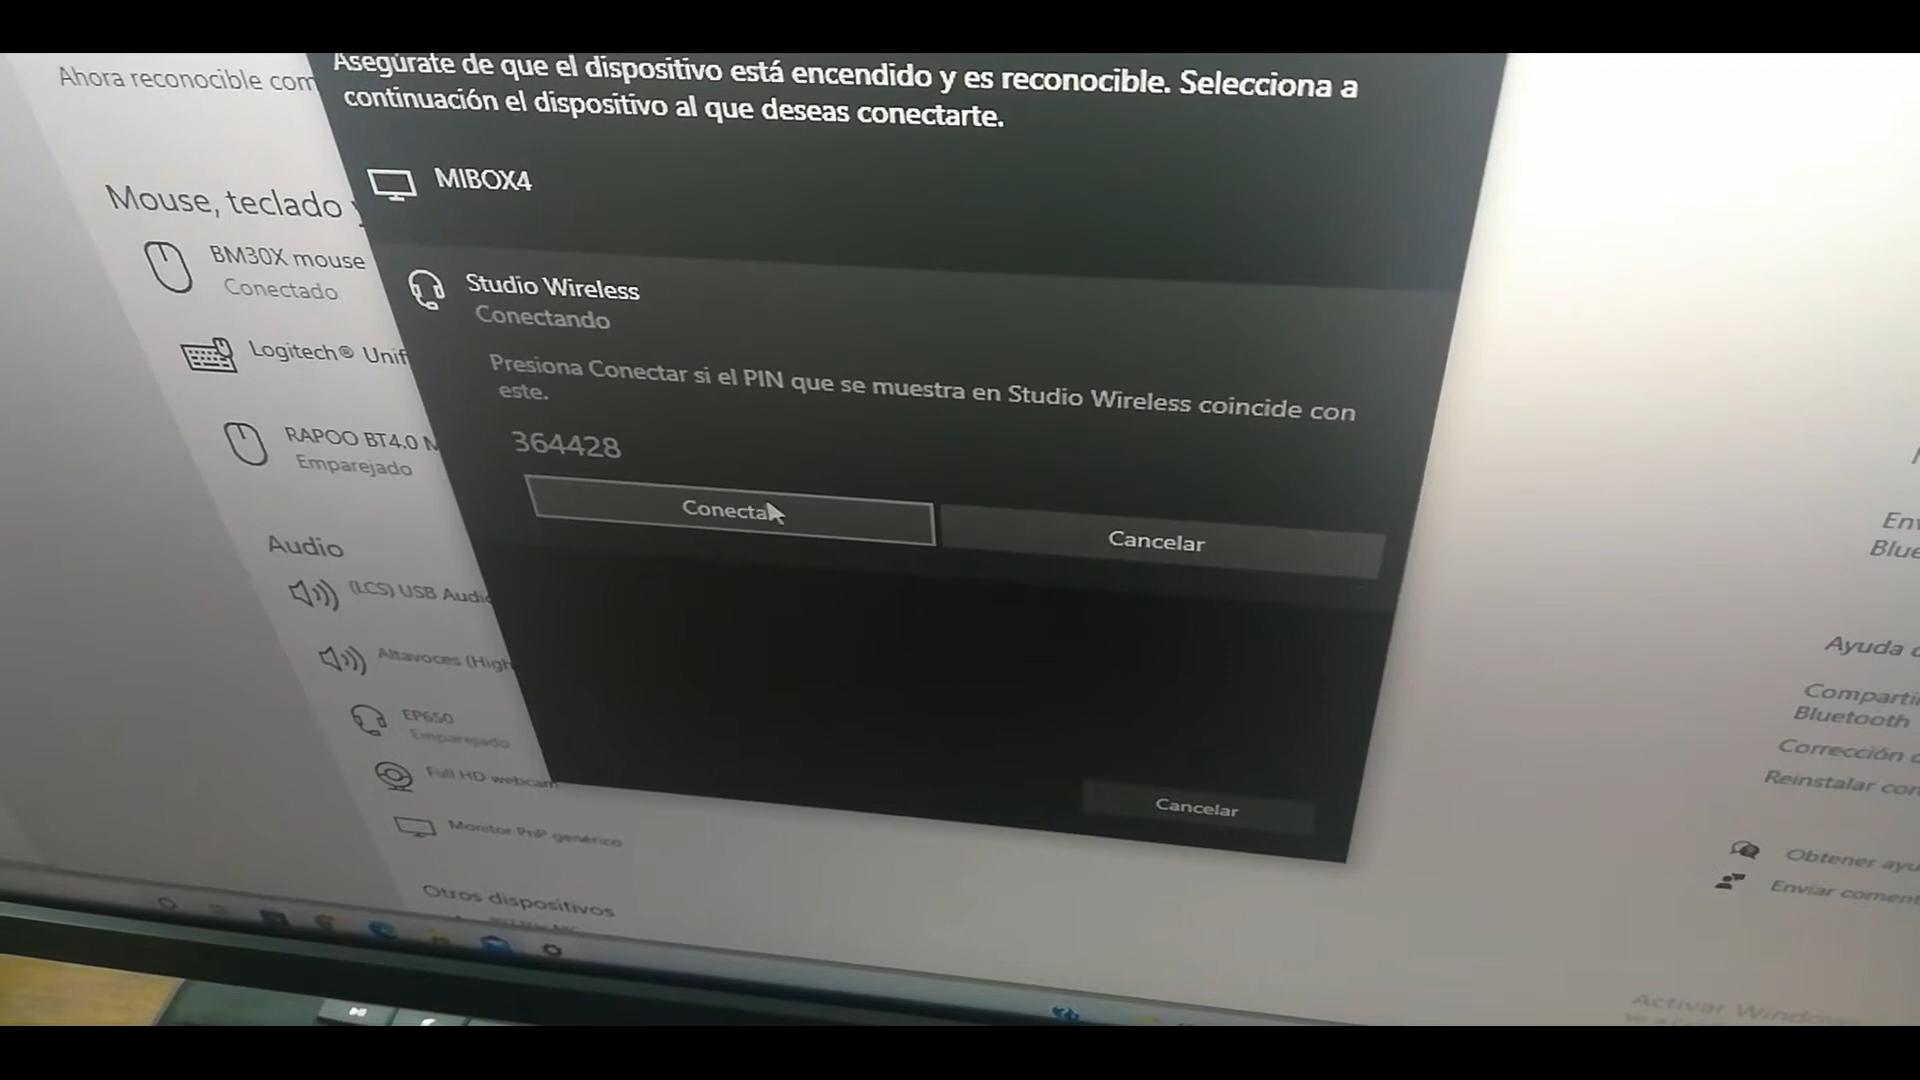 Ahora reconocible com
Asegúrate de que el dispositivo está encendido y es reconocible. Selecciona a
continuación el dispositivo al que deseas conectarte.
MIBOX4
Mouse, teclado y
BM30X mouse
Conectado
Studio Wireless
Conectando
Logitech® Unif
Presiona Conectar si el PIN que se muestra en Studio Wireless coincide con
este.
364428
RAPOO BT4.0 M
Emparejado
Conectar
Cancelar
Env
Blue
Audio
(LCS) USB Audio
Altavoces (High
EP650
Emparejado
Full HD webcam
Monitor PnP genérico
Cancelar
Ayuda d
Comparti
Bluetooth
Corrección d
Reinstalar con
Obtener ayu
Enviar coment
Otros dispositivos
Activar Windows